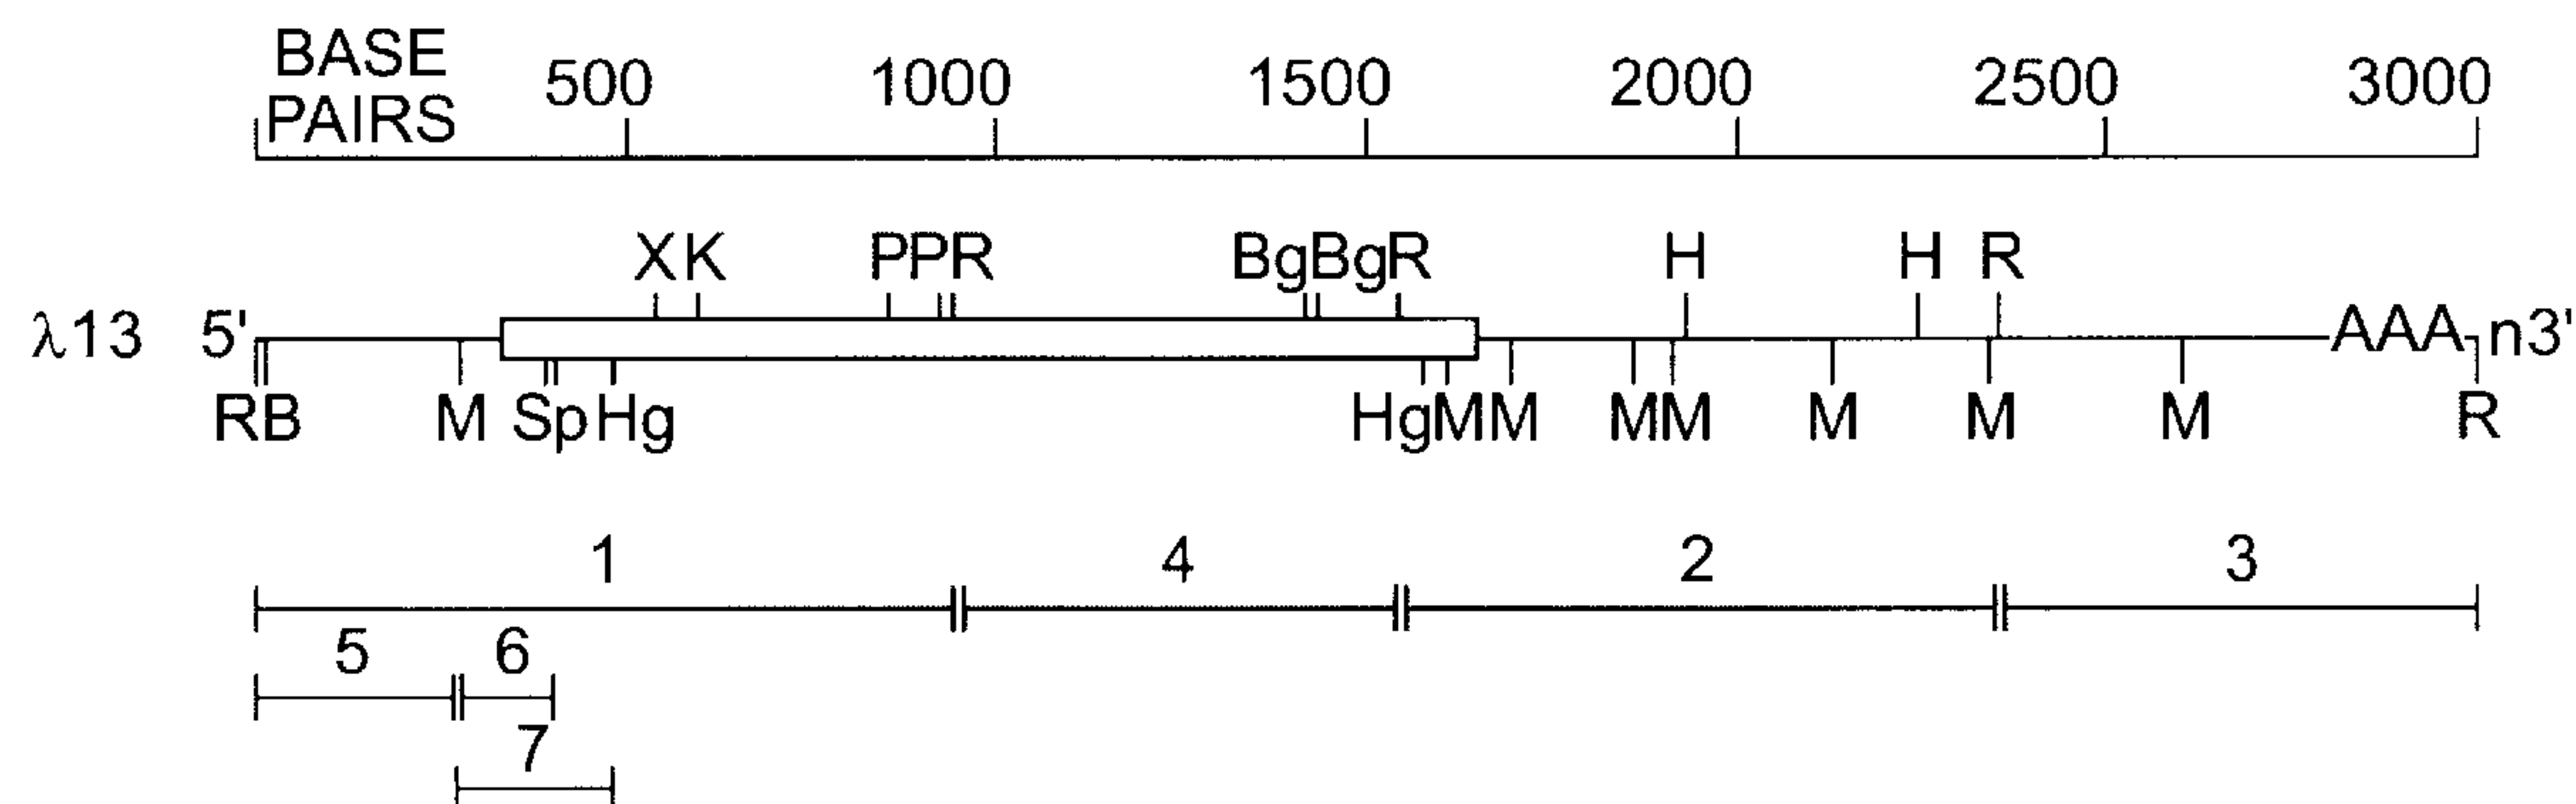 BASE
PAIRS 500 1000 1500 2000 2500 3000
X K P P R Bg Bg R H H R
λ13 5' AAA n3'
R B M Sp Hg Hg M M M M M M M R
1 4 2 3
5 6
7